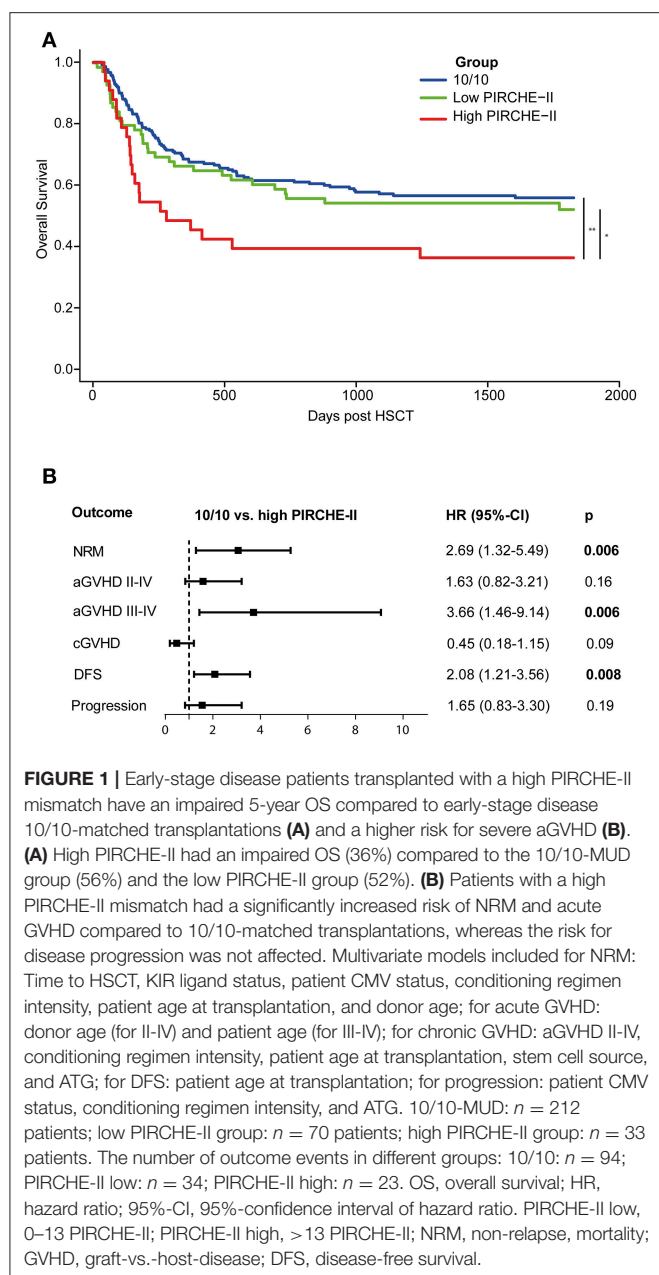 A
Group
10/10
Low PIRCHE−II
High PIRCHE−II
Overall Survival
1.0
0.8
0.6
0.4
0.2
0.0
** *
0 500 1000 1500 2000
Days post HSCT
B
Outcome 10/10 vs. high PIRCHE-II HR (95%-CI) p
NRM 2.69 (1.32-5.49) 0.006
aGVHD II-IV 1.63 (0.82-3.21) 0.16
aGVHD III-IV 3.66 (1.46-9.14) 0.006
cGVHD 0.45 (0.18-1.15) 0.09
DFS 2.08 (1.21-3.56) 0.008
Progression 1.65 (0.83-3.30) 0.19
0 2 4 6 8 10
FIGURE 1 | Early-stage disease patients transplanted with a high PIRCHE-II
mismatch have an impaired 5-year OS compared to early-stage disease
10/10-matched transplantations (A) and a higher risk for severe aGVHD (B).
(A) High PIRCHE-II had an impaired OS (36%) compared to the 10/10-MUD
group (56%) and the low PIRCHE-II group (52%). (B) Patients with a high
PIRCHE-II mismatch had a significantly increased risk of NRM and acute
GVHD compared to 10/10-matched transplantations, whereas the risk for
disease progression was not affected. Multivariate models included for NRM:
Time to HSCT, KIR ligand status, patient CMV status, conditioning regimen
intensity, patient age at transplantation, and donor age; for acute GVHD:
donor age (for II-IV) and patient age (for III-IV); for chronic GVHD: aGVHD II-IV,
conditioning regimen intensity, patient age at transplantation, stem cell source,
and ATG; for DFS: patient age at transplantation; for progression: patient CMV
status, conditioning regimen intensity, and ATG. 10/10-MUD: n = 212
patients; low PIRCHE-II group: n = 70 patients; high PIRCHE-II group: n = 33
patients. The number of outcome events in different groups: 10/10: n = 94;
PIRCHE-II low: n = 34; PIRCHE-II high: n = 23. OS, overall survival; HR,
hazard ratio; 95%-CI, 95%-confidence interval of hazard ratio. PIRCHE-II low,
0–13 PIRCHE-II; PIRCHE-II high, >13 PIRCHE-II; NRM, non-relapse, mortality;
GVHD, graft-vs.-host-disease; DFS, disease-free survival.